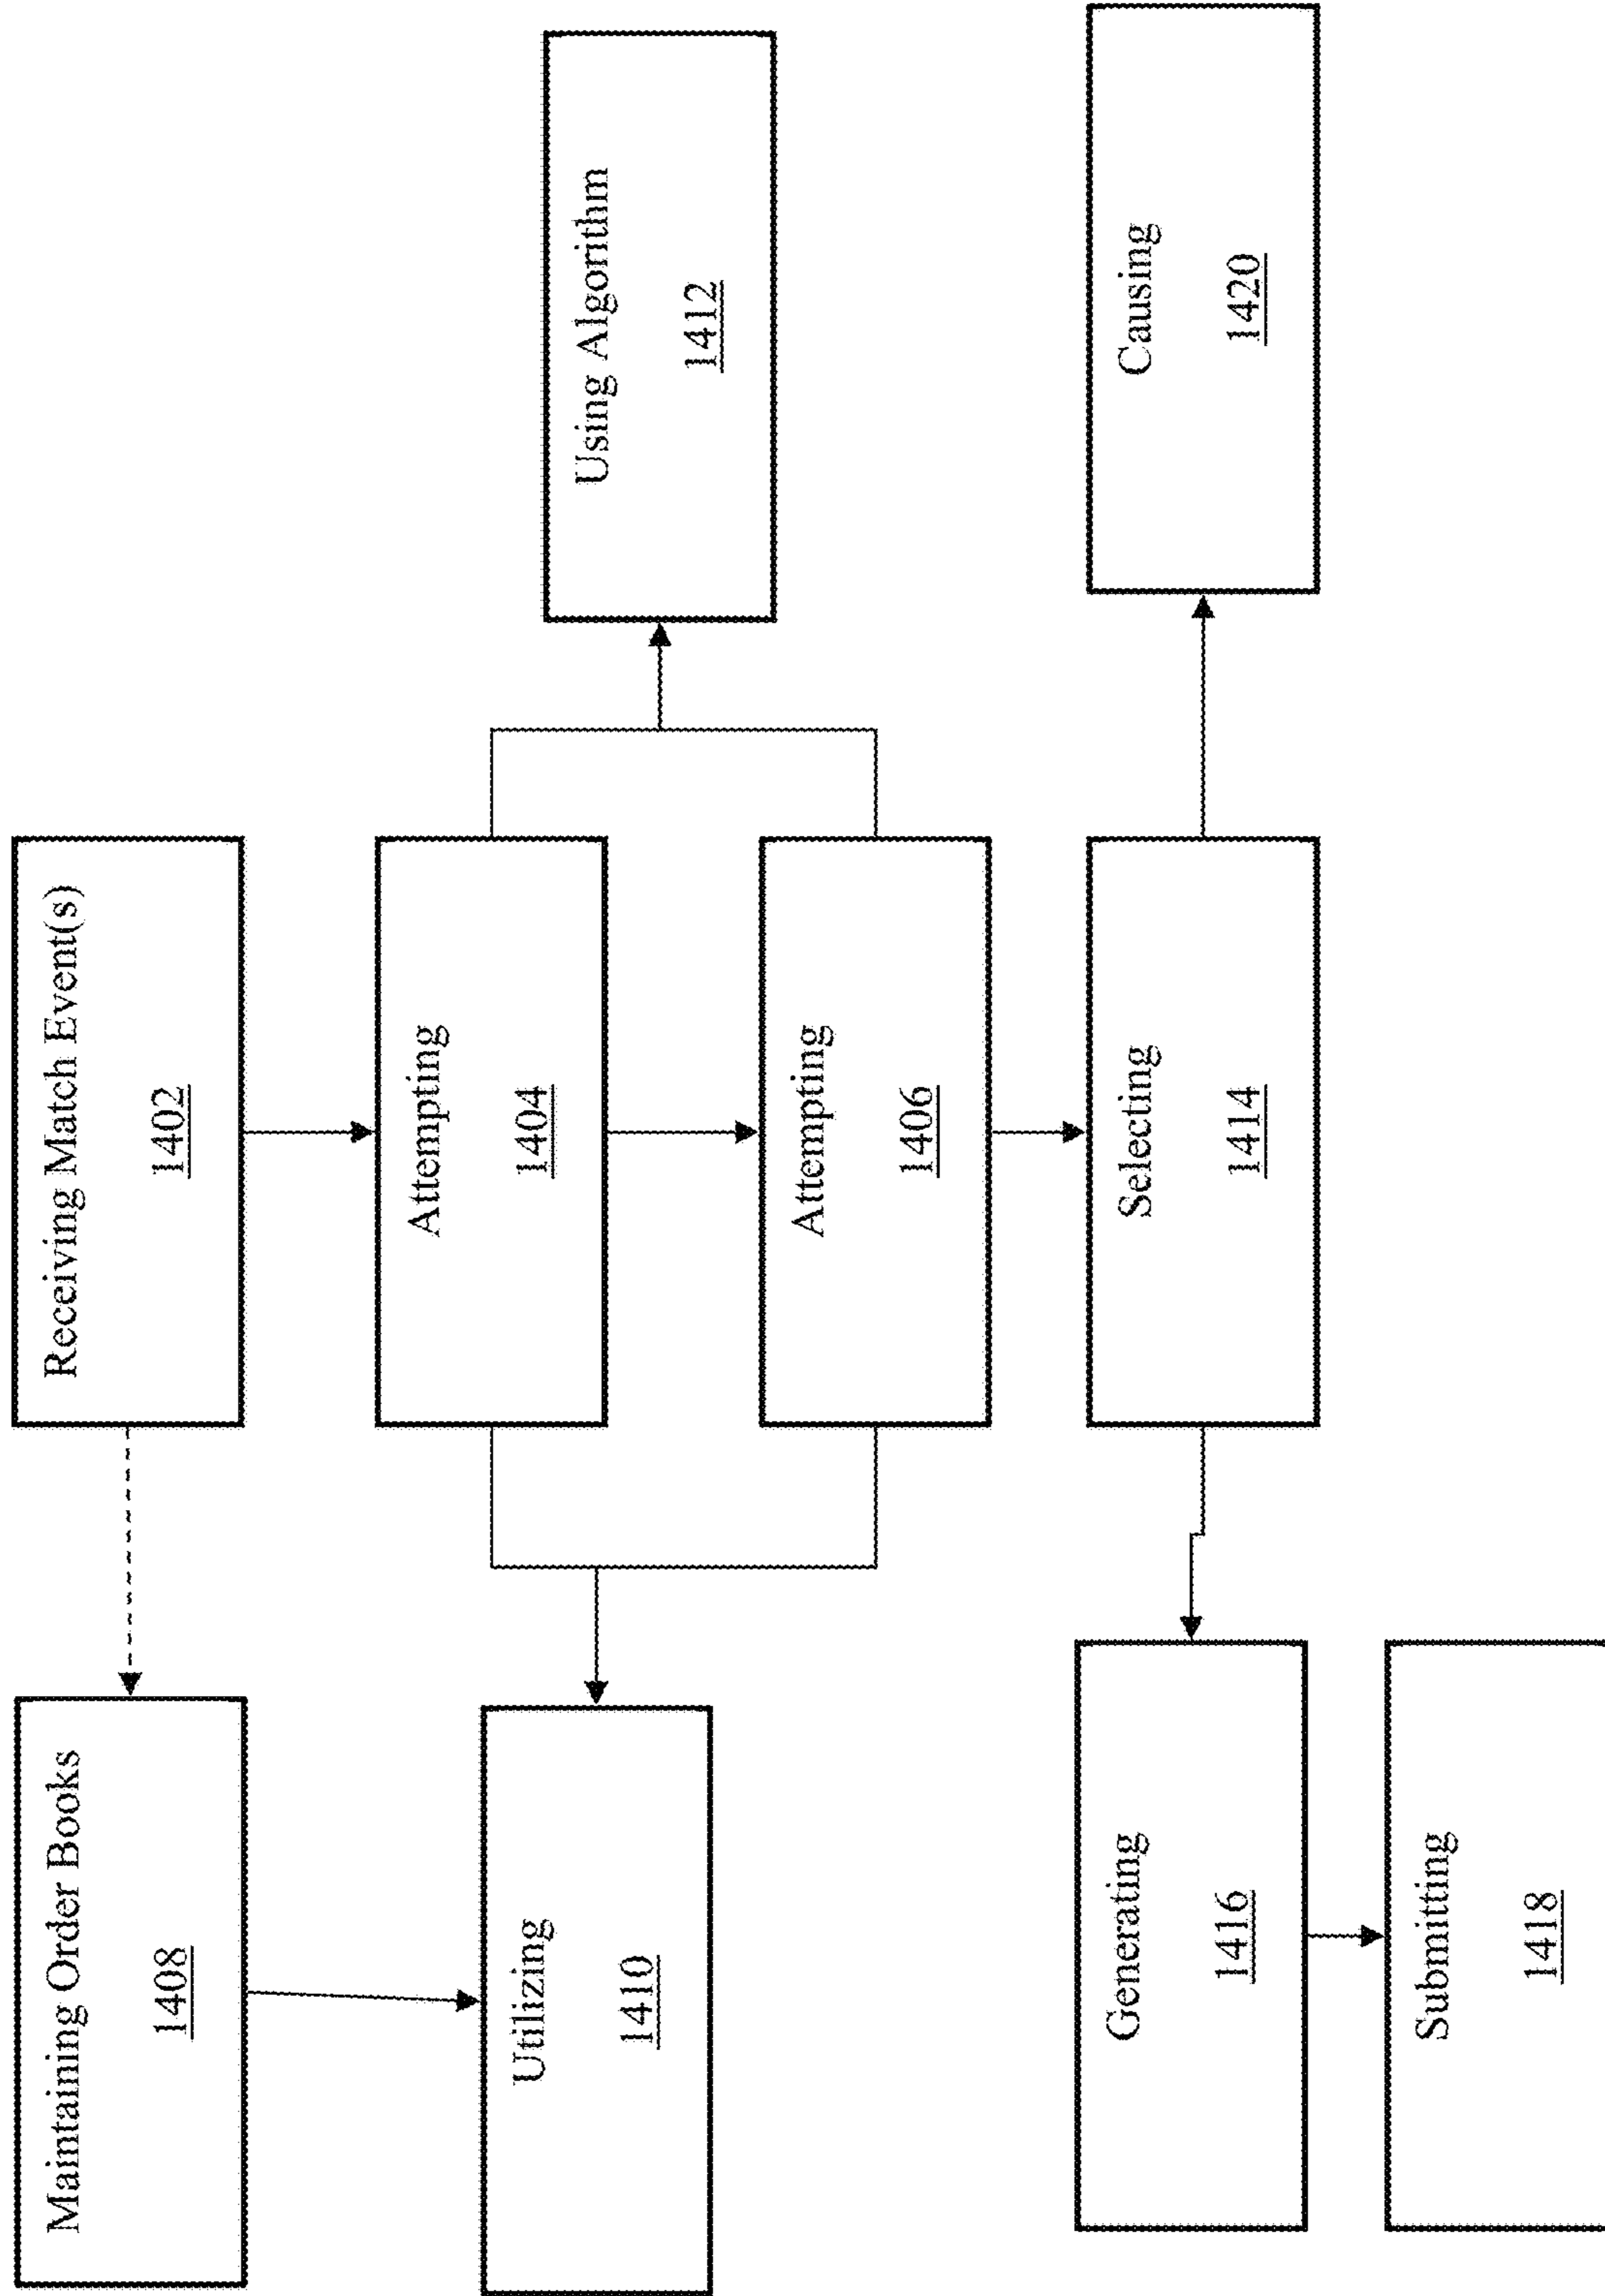 Maintaining Order Books
1408
Receiving Match Event(s)
1402
Attempting
1404
Utilizing
1410
Using Algorithm
1412
Attempting
1406
Generating
1416
Selecting
1414
Causing
1420
Submitting
1418